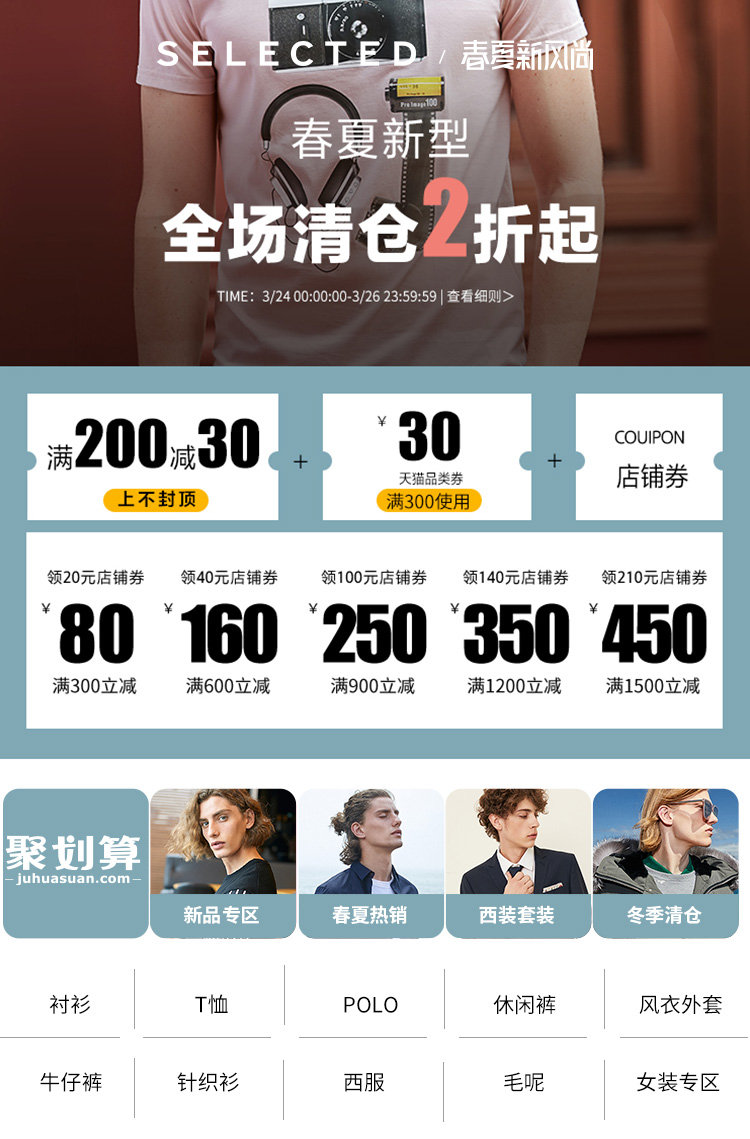 SELECTED / 春夏新风尚
Pro Image100
春夏新型
全场清仓2折起
TIME：3/24 00:00:00-3/26 23:59:59 | 查看细则＞
满200减30
上不封顶
+
¥30
天猫品类券
满300使用
+
COUIPON
店铺券
领20元店铺券
¥80
满300立减
领40元店铺券
¥160
满600立减
领100元店铺券
¥250
满900立减
领140元店铺券
¥350
满1200立减
领210元店铺券
¥450
满1500立减
聚划算
juhuasuan.com
新品专区
春夏热销
西装套装
冬季清仓
衬衫
T恤
POLO
休闲裤
风衣外套
牛仔裤
针织衫
西服
毛呢
女装专区